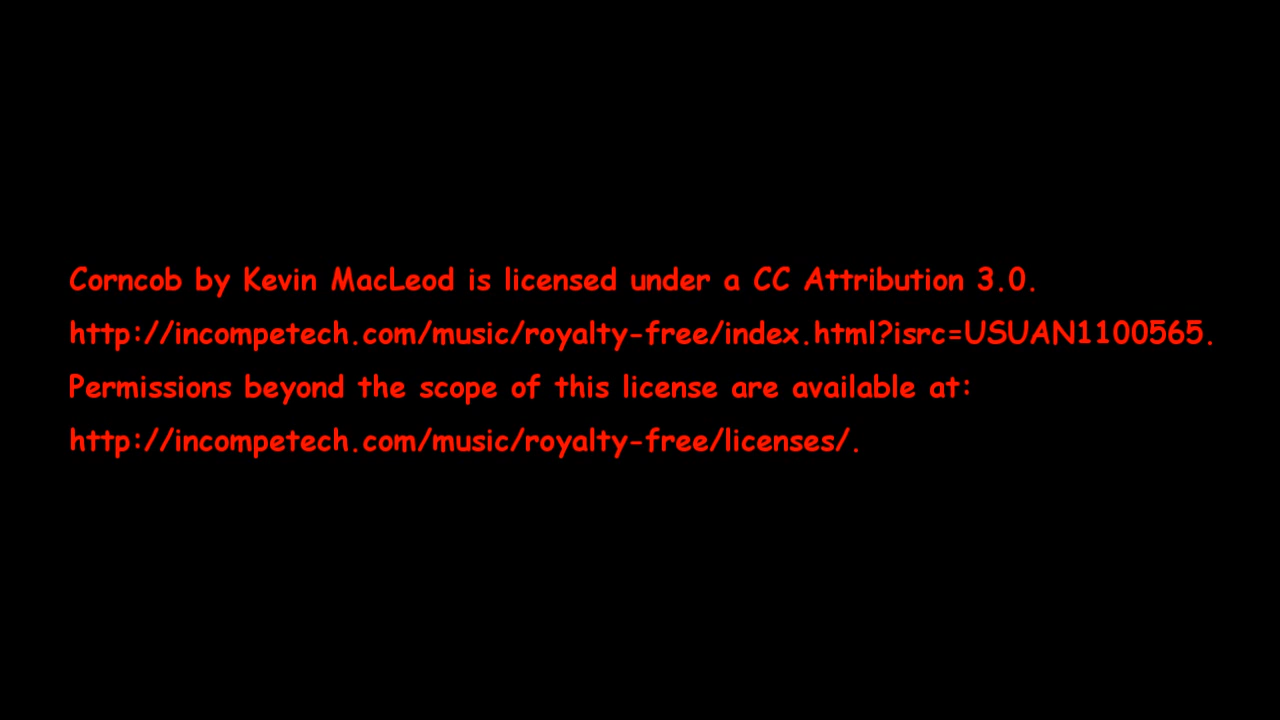 Corncob by Kevin MacLeod is licensed under a CC Attribution 3.0.
http://incompetech.com/music/royalty-free/index.html?isrc=USUAN1100565.
Permissions beyond the scope of this license are available at:
http://incompetech.com/music/royalty-free/licenses/.